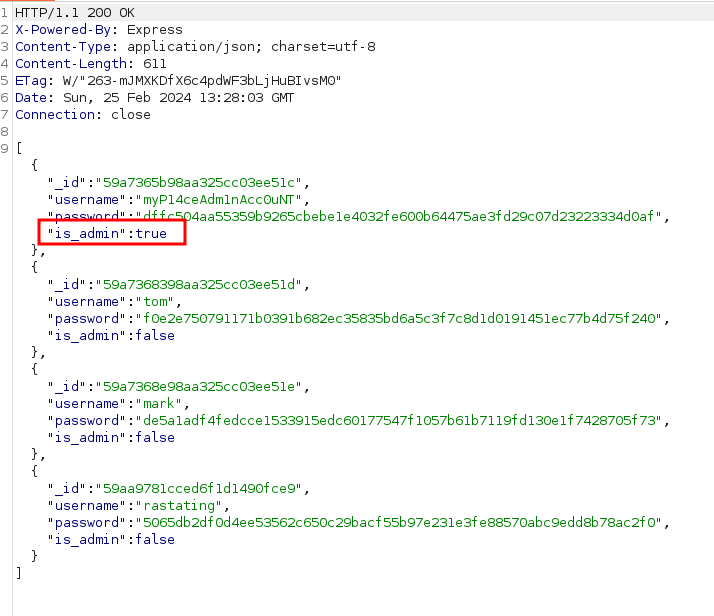 1 HTTP/1.1 200 OK
2 X-Powered-By: Express
3 Content-Type: application/json; charset=utf-8
4 Content-Length: 611
5 ETag: W/"263-mJMXKDfX6c4pdWF3bLjHuBIvsM0"
6 Date: Sun, 25 Feb 2024 13:28:03 GMT
7 Connection: close
8
9 [
{
"_id":"59a7365b98aa325cc03ee51c",
"username":"myP14ceAdm1nAcc0uNT",
"password":"dffc504aa55359b9265cbebe1e4032fe600b64475ae3fd29c07d23223334d0af",
"is_admin":true
},
{
"_id":"59a7368398aa325cc03ee51d",
"username":"tom",
"password":"f0e2e750791171b0391b682ec35835bd6a5c3f7c8d1d0191451ec77b4d75f240",
"is_admin":false
},
{
"_id":"59a7368e98aa325cc03ee51e",
"username":"mark",
"password":"de5a1adf4fedcce1533915edc60177547f1057b61b7119fd130e1f7428705f73",
"is_admin":false
},
{
"_id":"59aa9781cced6f1d1490fce9",
"username":"rastating",
"password":"5065db2df0d4ee53562c650c29bacf55b97e231e3fe88570abc9edd8b78ac2f0",
"is_admin":false
}
]